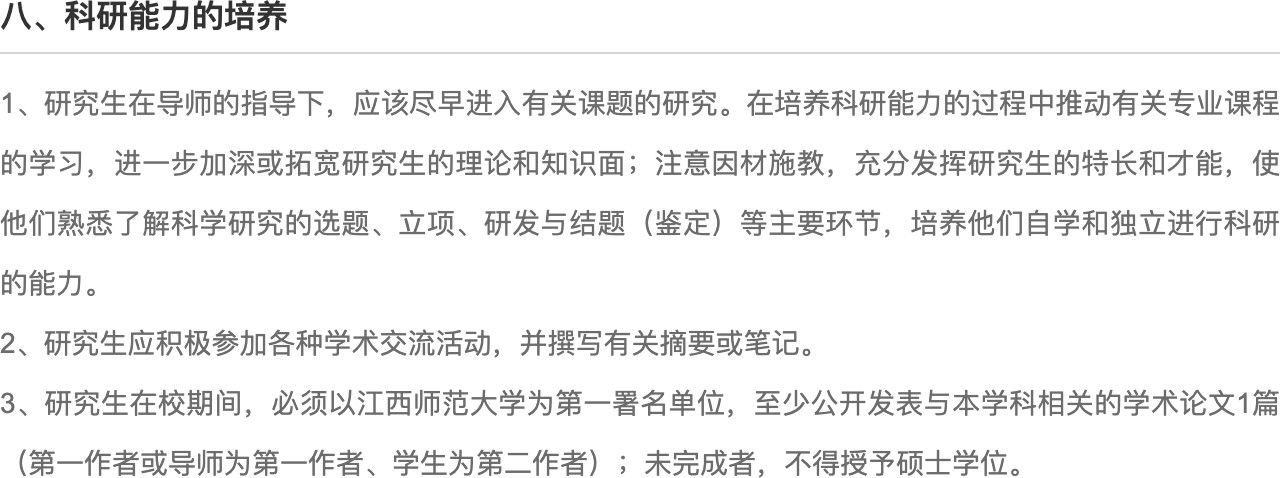 八、科研能力的培养
1、研究生在导师的指导下，应该尽早进入有关课题的研究。在培养科研能力的过程中推动有关专业课程
的学习，进一步加深或拓宽研究生的理论和知识面；注意因材施教，充分发挥研究生的特长和才能，使
他们熟悉了解科学研究的选题、立项、研发与结题（鉴定）等主要环节，培养他们自学和独立进行科研
的能力。
2、研究生应积极参加各种学术交流活动，并撰写有关摘要或笔记。
3、研究生在校期间，必须以江西师范大学为第一署名单位，至少公开发表与本学科相关的学术论文1篇
（第一作者或导师为第一作者、学生为第二作者）；未完成者，不得授予硕士学位。